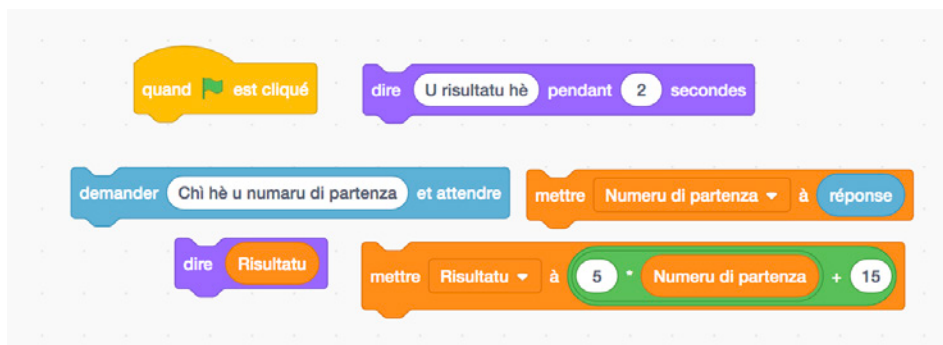 quand est cliqué
dire U risultatu hè pendant 2 secondes
demander Chì hè u numaru di partenza et attendre
mettre Numeru di partenza à réponse
dire Risultatu
mettre Risultatu à 5 * Numeru di partenza + 15